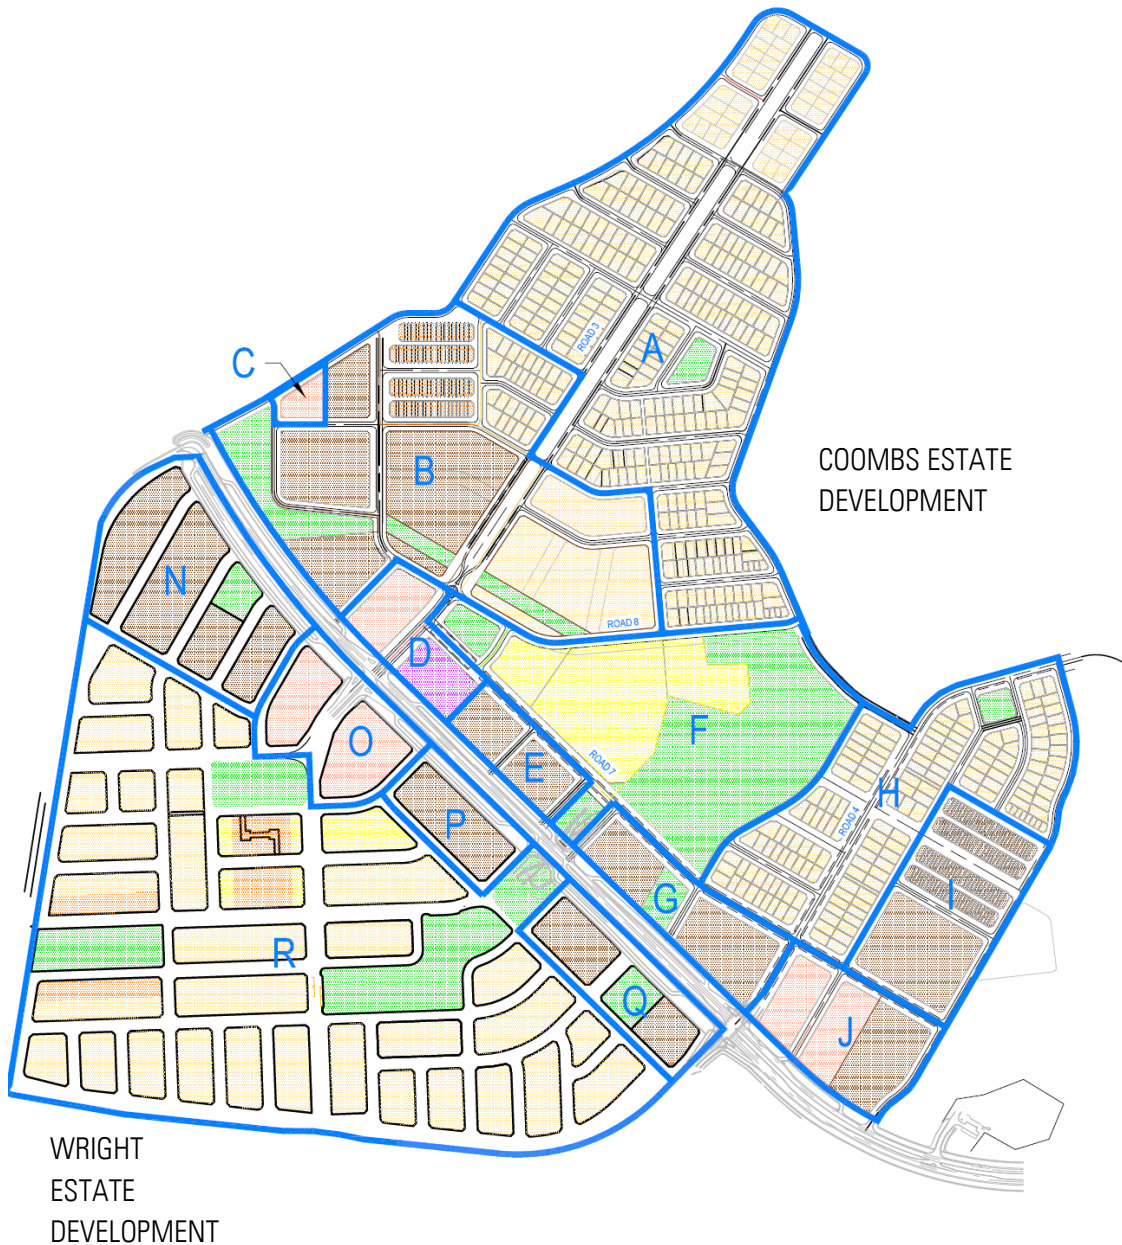 ROAD 3
A
C
COOMBS ESTATE
DEVELOPMENT
B
N
ROAD 8
D
F
O
E
ROAD 7
H
P
ROAD 4
I
G
R
Q
J
WRIGHT
ESTATE
DEVELOPMENT